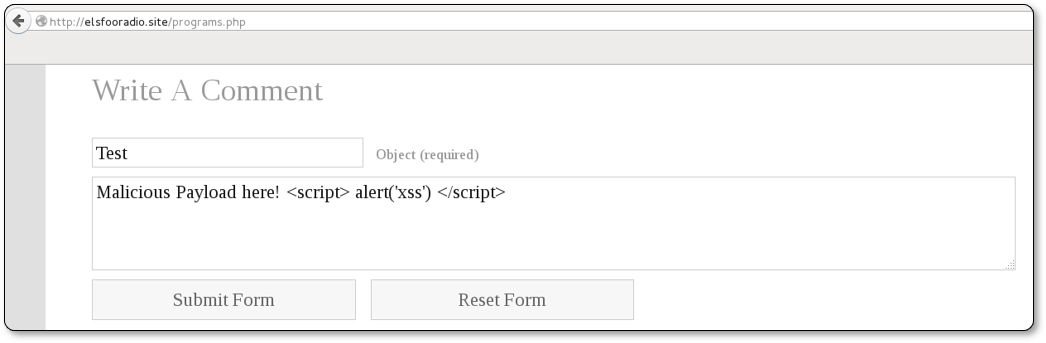 http://elsfooradio.site/programs.php
Write A Comment
Test Object (required)
Malicious Payload here! <script> alert('xss') </script>
Submit Form Reset Form